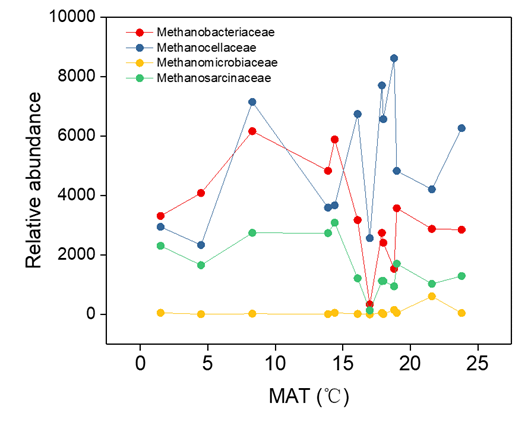 Methanobacteriaceae
Methanocellaceae
Methanomicrobiaceae
Methanosarcinaceae
Relative abundance
10000
8000
6000
4000
2000
0
0 5 10 15 20 25
MAT (℃)